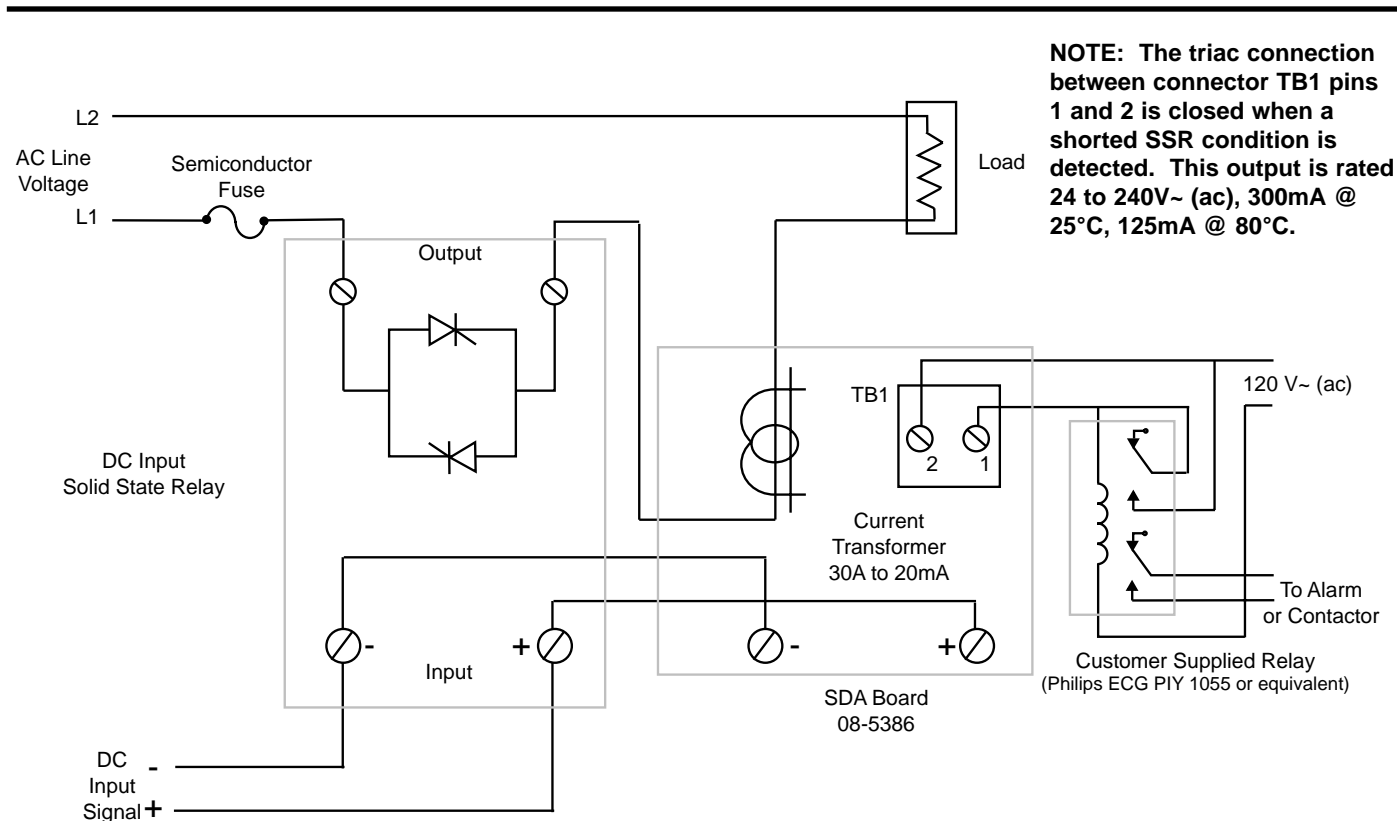 NOTE: The triac connection
between connector TB1 pins
1 and 2 is closed when a
shorted SSR condition is
detected. This output is rated
24 to 240V~ (ac), 300mA @
25°C, 125mA @ 80°C.
L2
AC Line
Voltage
L1
Semiconductor
Fuse
Load
Output
DC Input
Solid State Relay
TB1
2
1
120 V~ (ac)
Current
Transformer
30A to 20mA
To Alarm
or Contactor
-
+
Input
-
+
Customer Supplied Relay
(Philips ECG PIY 1055 or equivalent)
SDA Board
08-5386
DC
Input
Signal
-
+